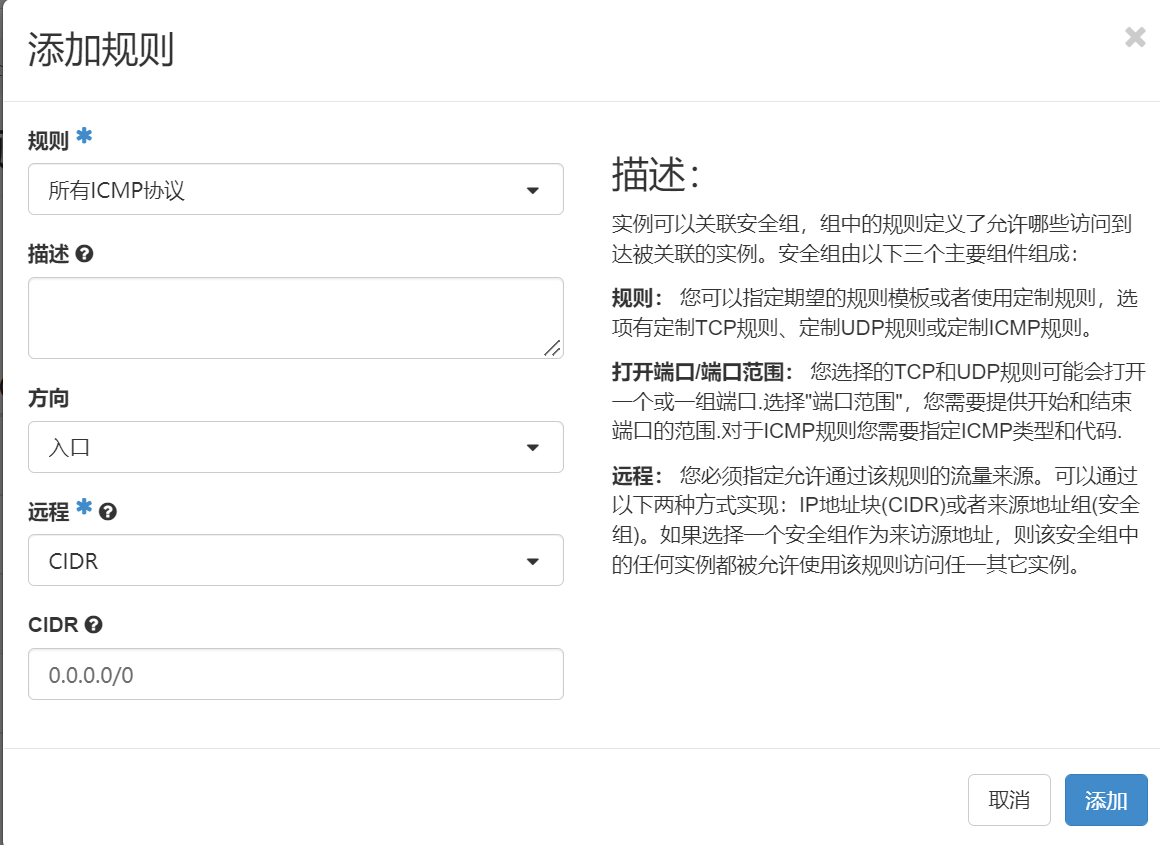 添加规则
规则
所有ICMP协议
描述
方向
入口
远程
CIDR
CIDR
0.0.0.0/0
描述：
实例可以关联安全组，组中的规则定义了允许哪些访问到
达被关联的实例。安全组由以下三个主要组件组成：
规则： 您可以指定期望的规则模板或者使用定制规则，选
项有定制TCP规则、定制UDP规则或定制ICMP规则。
打开端口/端口范围： 您选择的TCP和UDP规则可能会打开
一个或一组端口.选择"端口范围"，您需要提供开始和结束
端口的范围.对于ICMP规则您需要指定ICMP类型和代码.
远程： 您必须指定允许通过该规则的流量来源。可以通过
以下两种方式实现：IP地址块(CIDR)或者来源地址组(安全
组)。如果选择一个安全组作为来访源地址，则该安全组中
的任何实例都被允许使用该规则访问任一其它实例。
取消
添加